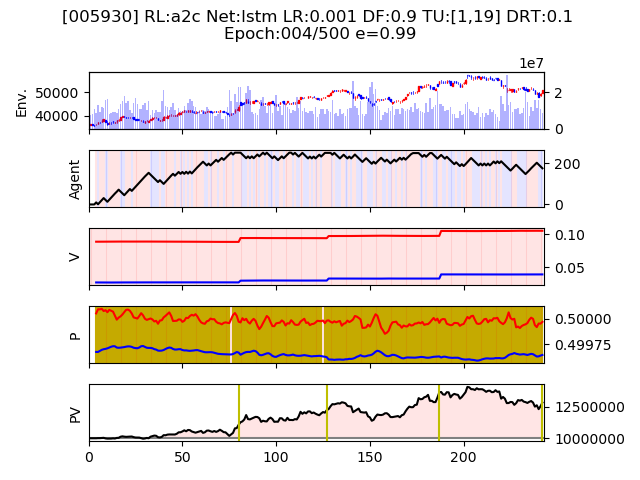 [005930] RL:a2c Net:lstm LR:0.001 DF:0.9 TU:[1,19] DRT:0.1
Epoch:004/500 e=0.99
1e7
Env.
50000
40000
2
0
Agent
200
0
V
0.10
0.05
P
0.50000
0.49975
PV
12500000
10000000
0
50
100
150
200